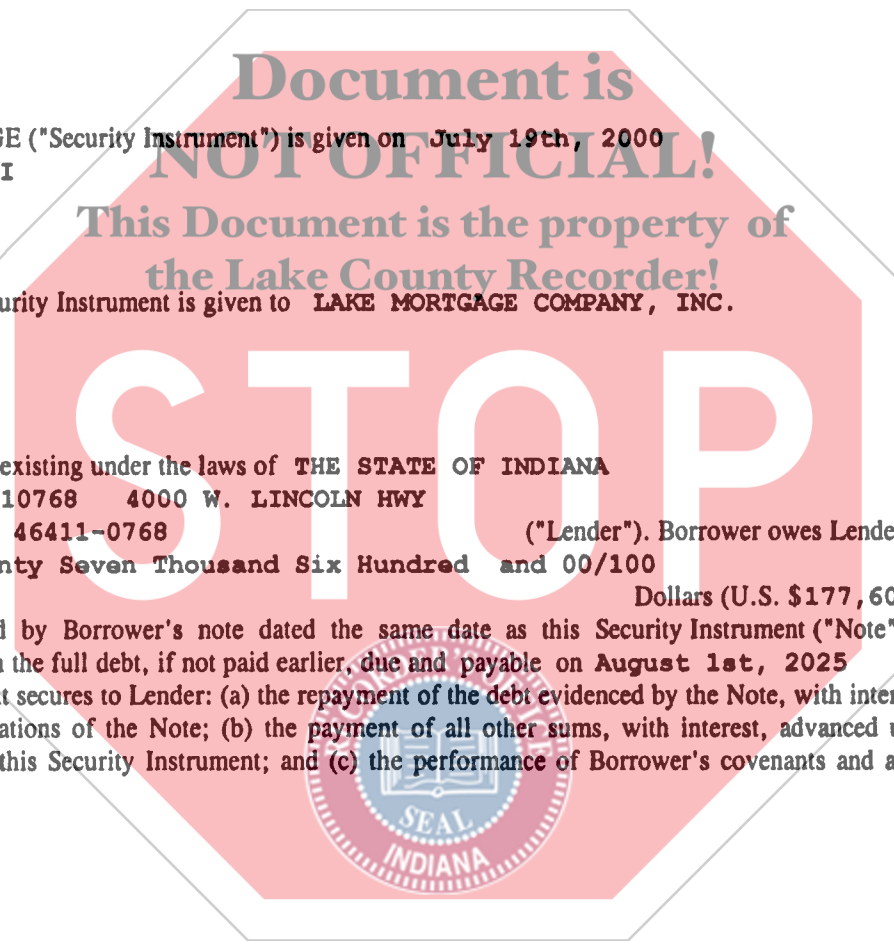 Document is
GE ("Security Instrument") is given on July 19th, 2000
NOT OFFICIAL!
I
This Document is the property of
the Lake County Recorder!
urity Instrument is given to LAKE MORTGAGE COMPANY, INC.
STOP
existing under the laws of THE STATE OF INDIANA
10768 4000 W. LINCOLN HWY
46411-0768 ("Lender"). Borrower owes Lende
nty Seven Thousand Six Hundred and 00/100
Dollars (U.S. $177,60
d by Borrower's note dated the same date as this Security Instrument ("Note"
n the full debt, if not paid earlier, due and payable on August 1st, 2025
t secures to Lender: (a) the repayment of the debt evidenced by the Note, with inter
ations of the Note; (b) the payment of all other sums, with interest, advanced u
this Security Instrument; and (c) the performance of Borrower's covenants and a
SEAL
INDIANA